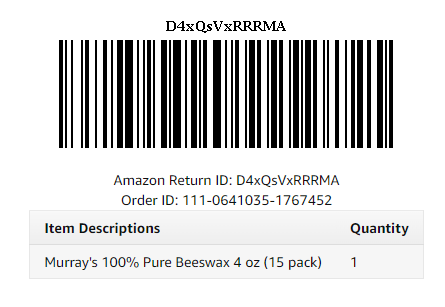 D4xQsVxRRRMA
Amazon Return ID: D4xQsVxRRRMA
Order ID: 111-0641035-1767452
Item Descriptions Quantity
Murray's 100% Pure Beeswax 4 oz (15 pack) 1